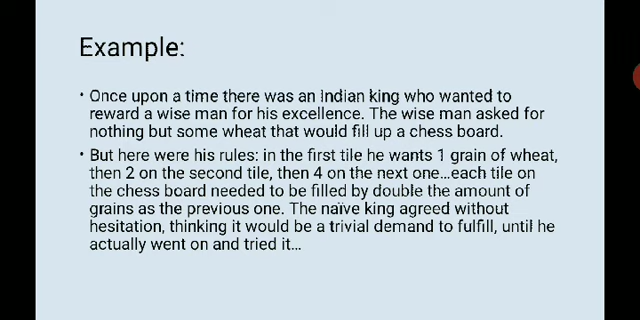 Example:
• Once upon a time there was an Indian king who wanted to
reward a wise man for his excellence. The wise man asked for
nothing but some wheat that would fill up a chess board.
• But here were his rules: in the first tile he wants 1 grain of wheat,
then 2 on the second tile, then 4 on the next one…each tile on
the chess board needed to be filled by double the amount of
grains as the previous one. The naïve king agreed without
hesitation, thinking it would be a trivial demand to fulfill, until he
actually went on and tried it…